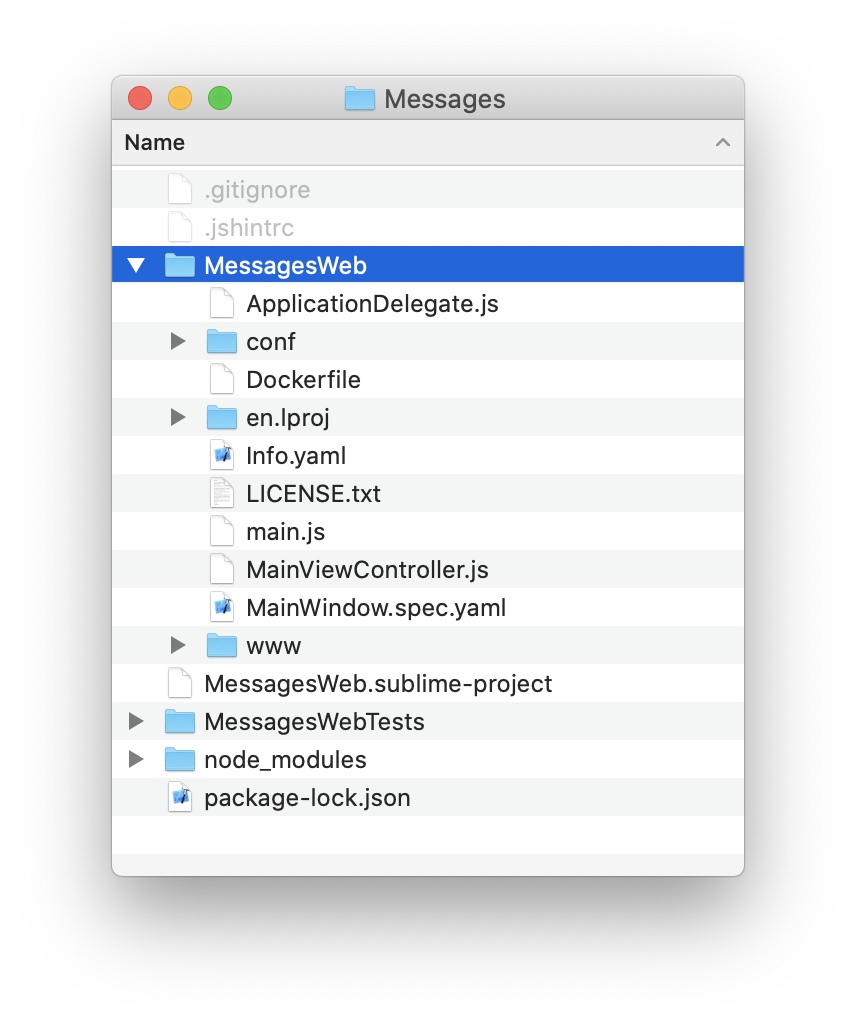 Messages
Name
.gitignore
.jshintrc
MessagesWeb
ApplicationDelegate.js
conf
Dockerfile
en.lproj
Info.yaml
LICENSE.txt
main.js
MainViewController.js
MainWindow.spec.yaml
www
MessagesWeb.sublime-project
MessagesWebTests
node_modules
package-lock.json